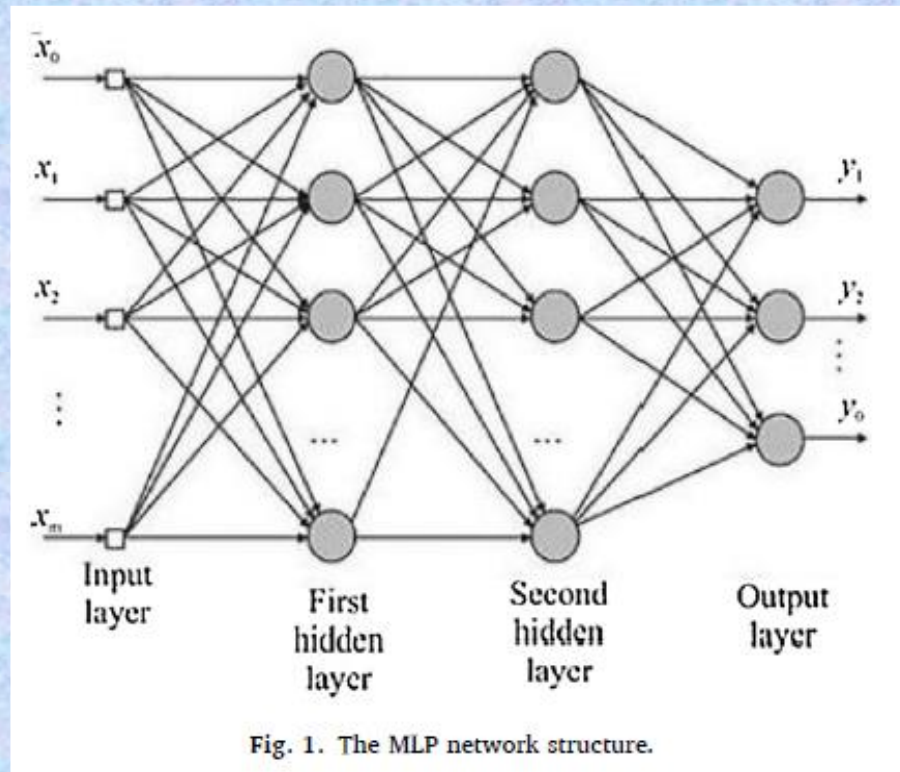 x₀
x₁
x₂
⋮
xₘ
...
...
y₁
y₂
⋮
yₒ
Input
layer
First
hidden
layer
Second
hidden
layer
Output
layer
Fig. 1. The MLP network structure.